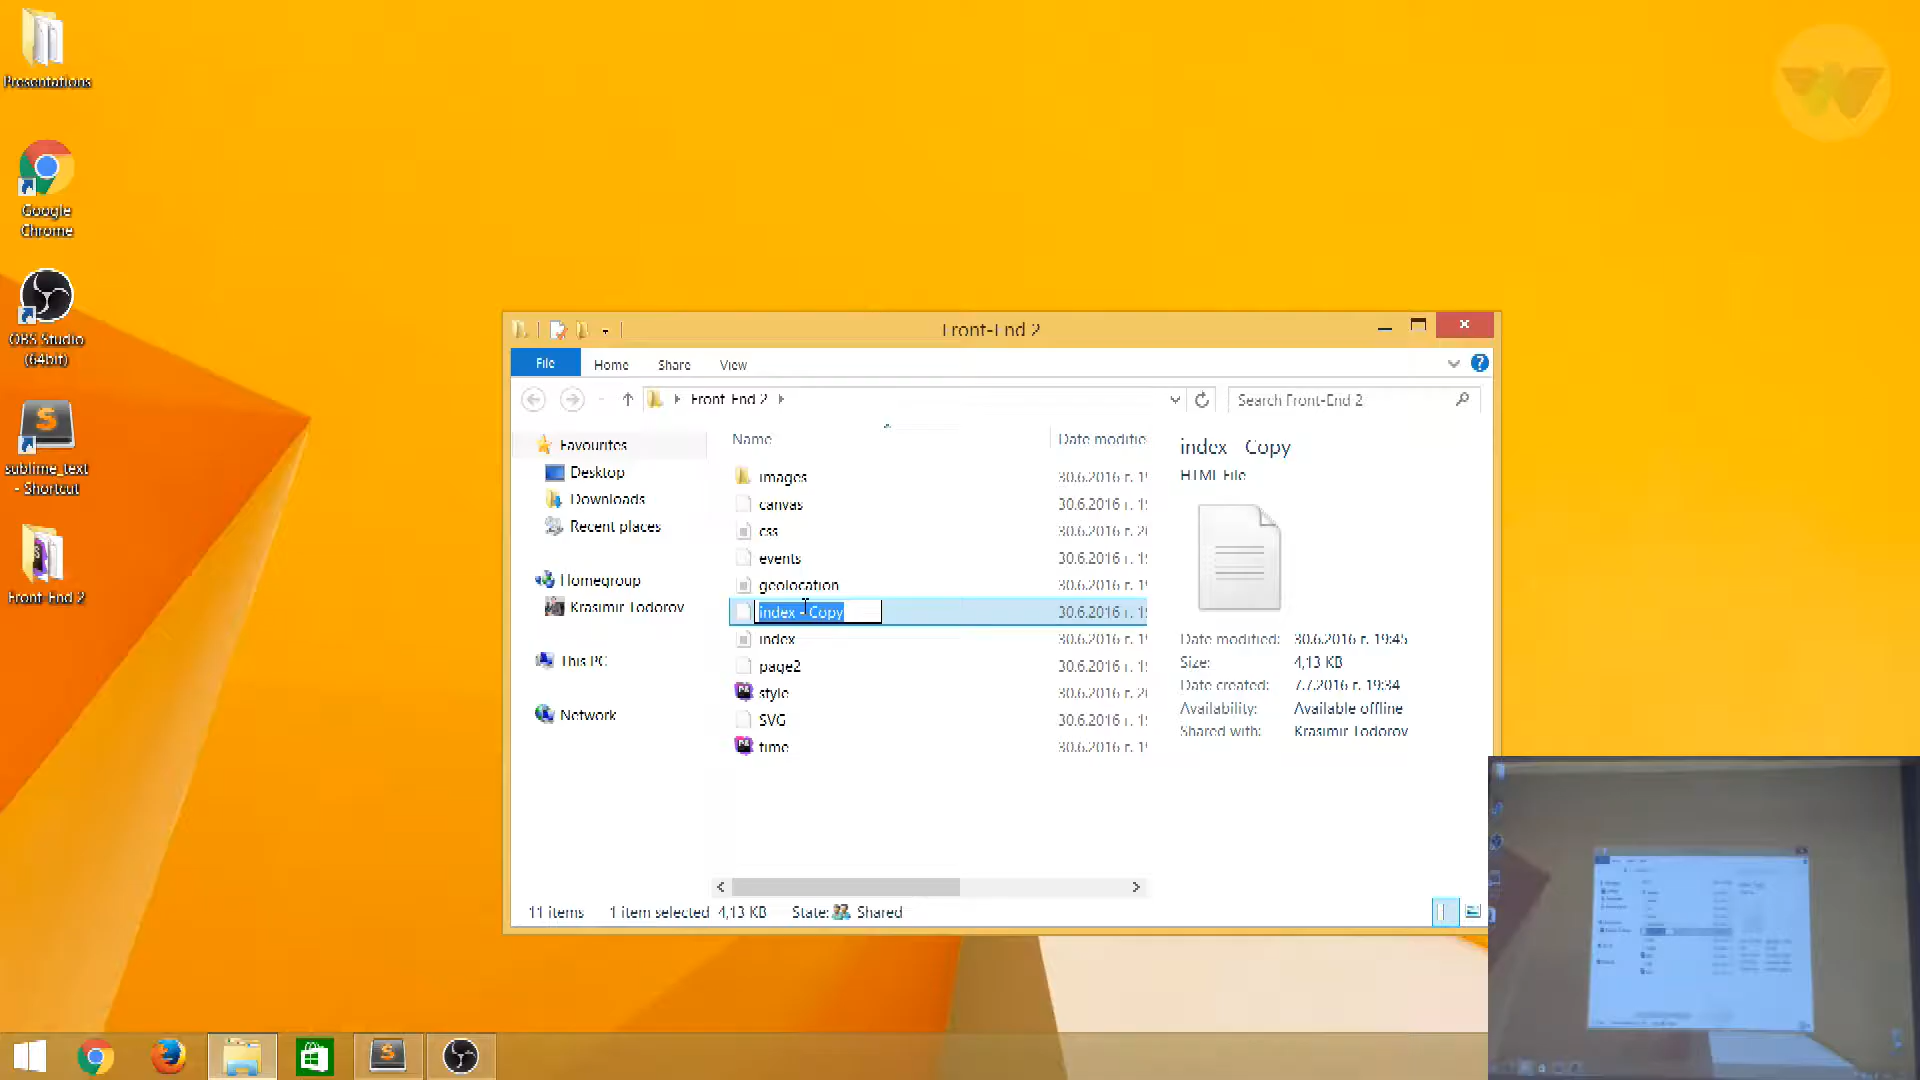 Presentations
Google
Chrome
OBS Studio
(64bit)
sublime_text
- Shortcut
Front-End 2
Front-End 2
File
Home
Share
View
Front-End 2
Search Front-End 2
Favourites
Desktop
Downloads
Recent places
Homegroup
Krasimir Todorov
This PC
Network
Name
Date modifie
images
30.6.2016 г. 1
canvas
30.6.2016 г. 1
css
30.6.2016 г. 2
events
30.6.2016 г. 1
geolocation
30.6.2016 г. 1
index - Copy
30.6.2016 г. 1
index
30.6.2016 г. 1
page2
30.6.2016 г. 1
style
30.6.2016 г. 2
SVG
30.6.2016 г. 1
time
30.6.2016 г. 1
index - Copy
HTML File
Date modified: 30.6.2016 г. 19:45
Size: 4,13 KB
Date created: 7.7.2016 г. 19:34
Availability: Available offline
Shared with: Krasimir Todorov
11 items
1 item selected 4,13 KB
State: Shared